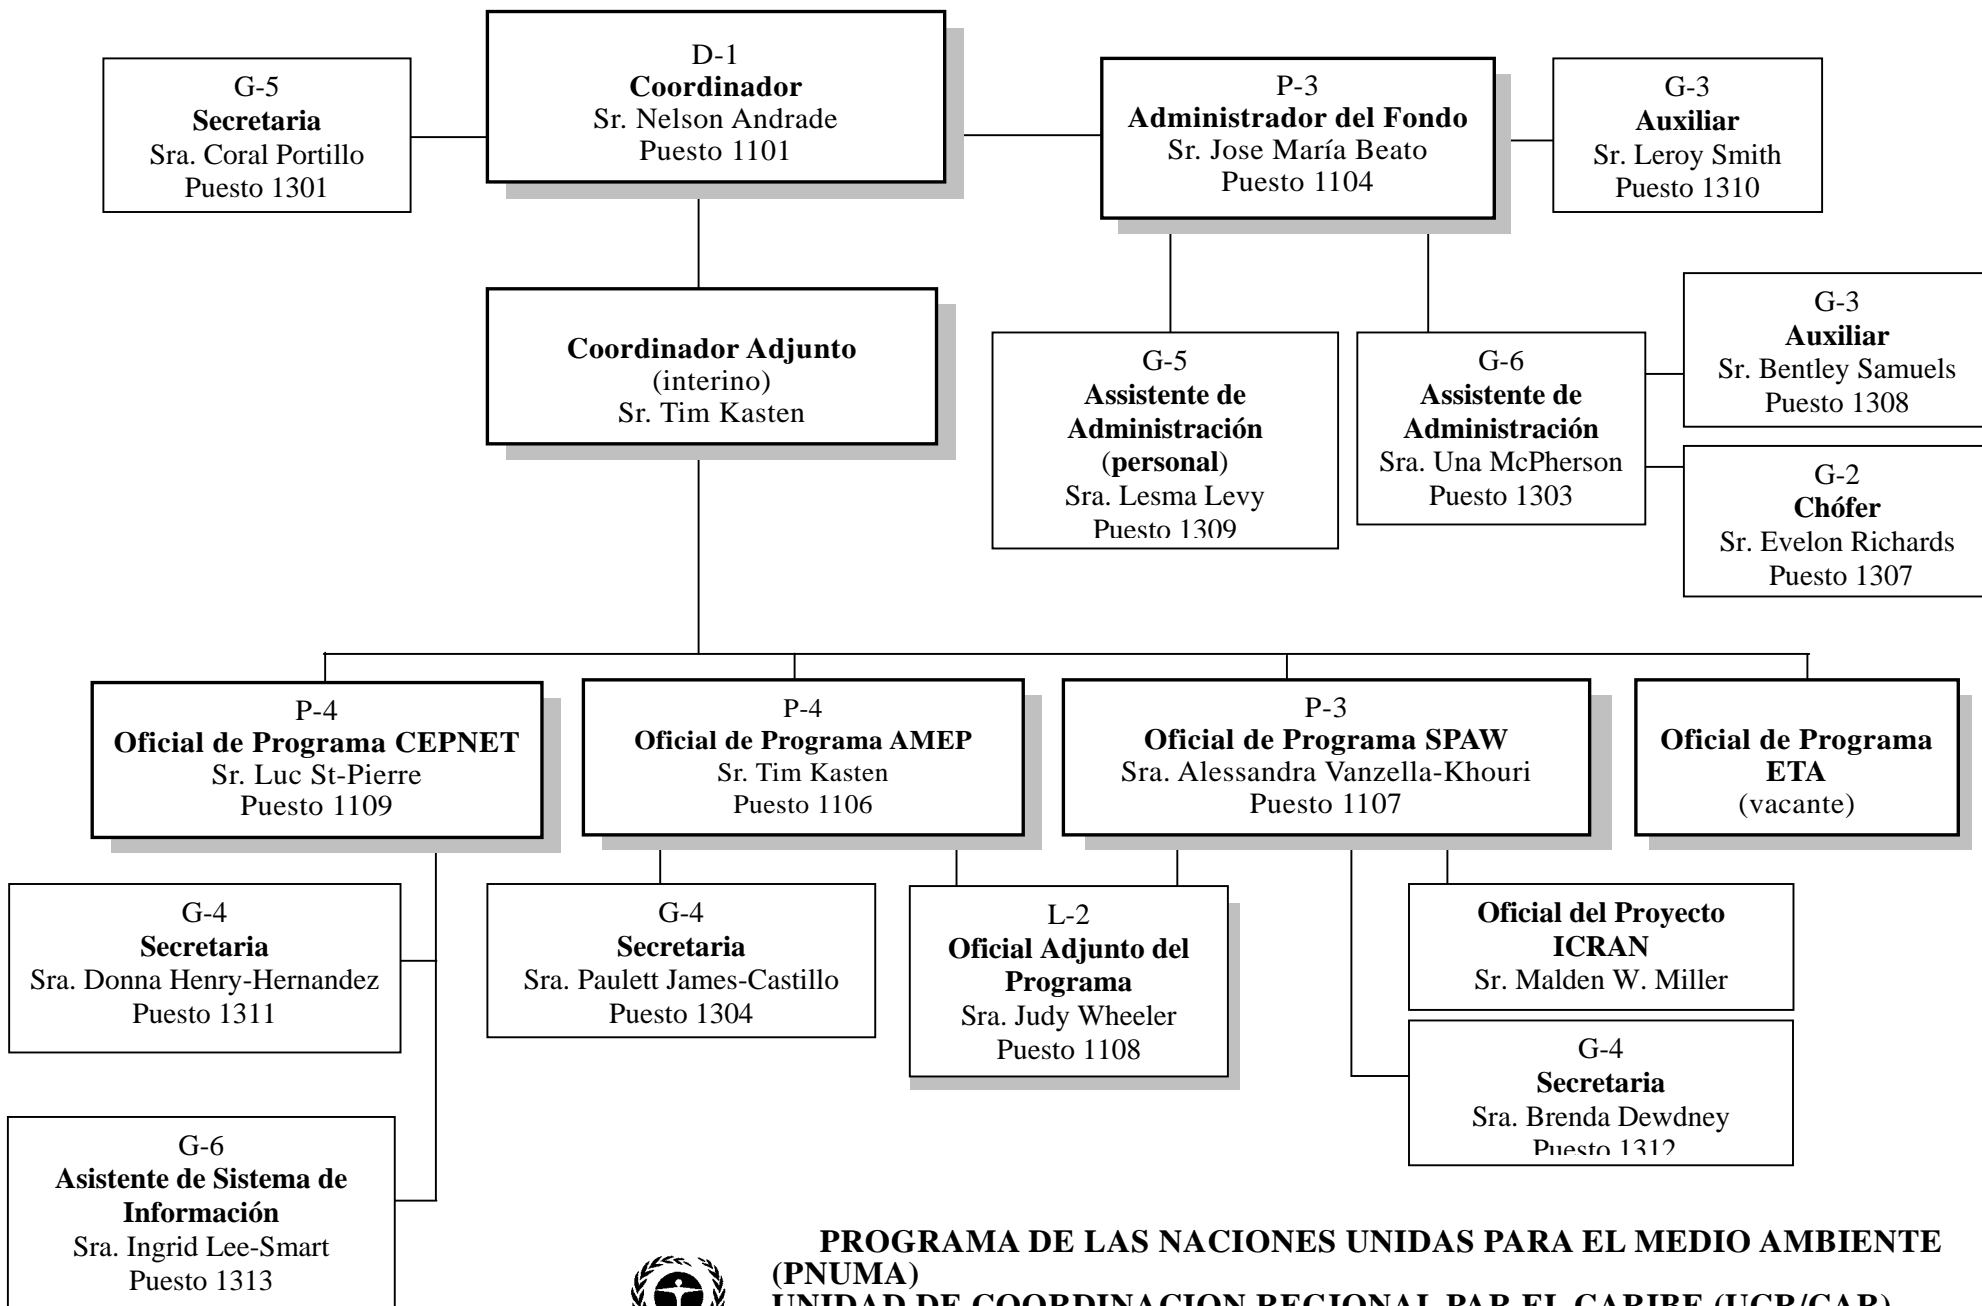 G-5
Secretaria
Sra. Coral Portillo
Puesto 1301
D-1
Coordinador
Sr. Nelson Andrade
Puesto 1101
P-3
Administrador del Fondo
Sr. Jose María Beato
Puesto 1104
G-3
Auxiliar
Sr. Leroy Smith
Puesto 1310
Coordinador Adjunto
(interino)
Sr. Tim Kasten
G-5
Assistente de
Administración
(personal)
Sra. Lesma Levy
Puesto 1309
G-6
Assistente de
Administración
Sra. Una McPherson
Puesto 1303
G-3
Auxiliar
Sr. Bentley Samuels
Puesto 1308
G-2
Chófer
Sr. Evelon Richards
Puesto 1307
P-4
Oficial de Programa CEPNET
Sr. Luc St-Pierre
Puesto 1109
P-4
Oficial de Programa AMEP
Sr. Tim Kasten
Puesto 1106
P-3
Oficial de Programa SPAW
Sra. Alessandra Vanzella-Khouri
Puesto 1107
Oficial de Programa
ETA
(vacante)
G-4
Secretaria
Sra. Donna Henry-Hernandez
Puesto 1311
G-4
Secretaria
Sra. Paulett James-Castillo
Puesto 1304
L-2
Oficial Adjunto del
Programa
Sra. Judy Wheeler
Puesto 1108
Oficial del Proyecto
ICRAN
Sr. Malden W. Miller
G-4
Secretaria
Sra. Brenda Dewdney
Puesto 1312
G-6
Asistente de Sistema de
Información
Sra. Ingrid Lee-Smart
Puesto 1313
PROGRAMA DE LAS NACIONES UNIDAS PARA EL MEDIO AMBIENTE
(PNUMA)
UNIDAD DE COORDINACION REGIONAL PAR EL CARIBE (UCR/CAR)